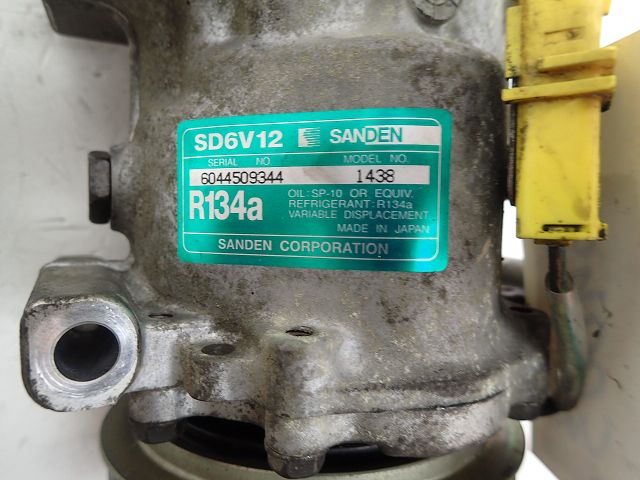 SD6V12 SANDEN
SERIAL NO MODEL NO.
6044509344 1438
R134a
OIL: SP-10 OR EQUIV.
REFRIGERANT: R134a
VARIABLE DISPLACEMENT
MADE IN JAPAN
SANDEN CORPORATION